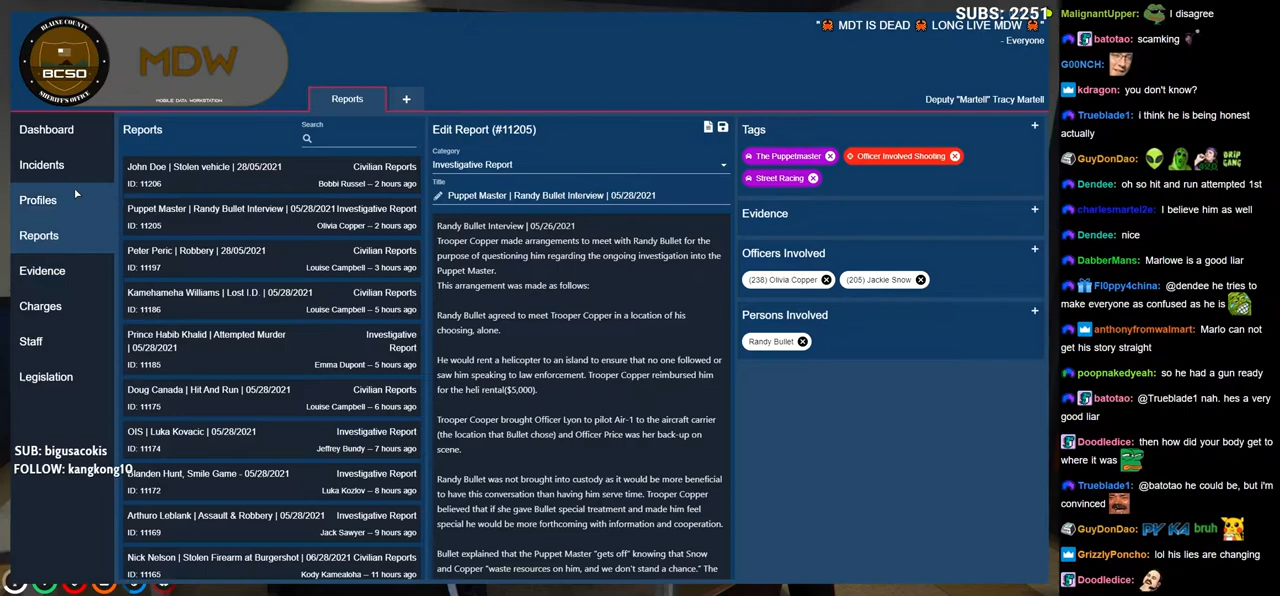 BLAINE COUNTY
BCSO
SHERIFF'S OFFICE
MDW
MOBILE DATA WORKSTATION
SUBS: 2251
" 🦀 MDT IS DEAD 🦀 LONG LIVE MDW 🦀 "
- Everyone
Reports
+
Deputy "Martell" Tracy Martell
Dashboard
Incidents
Profiles
Reports
Evidence
Charges
Staff
Legislation
SUB: bigusacokis
FOLLOW: kangkong10
Reports
Search
John Doe | Stolen vehicle | 28/05/2021 Civilian Reports
ID: 11206 Bobbi Russel -- 2 hours ago
Puppet Master | Randy Bullet Interview | 05/28/2021 Investigative Report
ID: 11205 Olivia Copper -- 2 hours ago
Peter Peric | Robbery | 28/05/2021 Civilian Reports
ID: 11197 Louise Campbell -- 3 hours ago
Kamehameha Williams | Lost I.D. | 05/28/2021 Civilian Reports
ID: 11186 Louise Campbell -- 5 hours ago
Prince Habib Khalid | Attempted Murder Investigative
| 05/28/2021 Report
ID: 11185 Emma Dupont -- 5 hours ago
Doug Canada | Hit And Run | 05/28/2021 Civilian Reports
ID: 11175 Louise Campbell -- 6 hours ago
OIS | Luka Kovacic | 05/28/2021 Investigative Report
ID: 11174 Jeffrey Bundy -- 7 hours ago
Blanden Hunt, Smile Game - 05/28/2021 Investigative Report
ID: 11172 Luka Kozlov -- 8 hours ago
Arthuro Leblank | Assault & Robbery | 05/28/2021 Investigative Report
ID: 11169 Jack Sawyer -- 9 hours ago
Nick Nelson | Stolen Firearm at Burgershot | 06/28/2021 Civilian Reports
ID: 11165 Kody Kamealoha -- 11 hours ago
Edit Report (#11205)
Category
Investigative Report
Title
Puppet Master | Randy Bullet Interview | 05/28/2021
Randy Bullet Interview | 05/26/2021
Trooper Copper made arrangements to meet with Randy Bullet for the
purpose of questioning him regarding the ongoing investigation into the
Puppet Master.
This arrangement was made as follows:
Randy Bullet agreed to meet Trooper Copper in a location of his
choosing, alone.
He would rent a helicopter to an island to ensure that no one followed or
saw him speaking to law enforcement. Trooper Copper reimbursed him
for the heli rental($5,000).
Trooper Cooper brought Officer Lyon to pilot Air-1 to the aircraft carrier
(the location that Bullet chose) and Officer Price was her back-up on
scene.
Randy Bullet was not brought into custody as it would be more beneficial
to have this conversation than having him serve time. Trooper Copper
believed that if she gave Bullet special treatment and made him feel
special he would be more forthcoming with information and cooperation.
Bullet explained that the Puppet Master "gets off" knowing that Snow
and Copper "waste resources on him, and we don't stand a chance." The
Tags +
The Puppetmaster Officer Involved Shooting
Street Racing
Evidence +
Officers Involved +
(238) Olivia Copper (205) Jackie Snow
Persons Involved +
Randy Bullet
MalignantUpper: I disagree
batotao: scamking
G00NCH:
kdragon: you don't know?
Trueblade1: i think he is being honest
actually
GuyDonDao: DRIP GANG
Dendee: oh so hit and run attempted 1st
charlesmartel2e: I believe him as well
Dendee: nice
DabberMans: Marlowe is a good liar
Fl0ppy4china: @dendee he tries to
make everyone as confused as he is
anthonyfromwalmart: Marlo can not
get his story straight
poopnakedyeah: so he had a gun ready
batotao: @Trueblade1 nah. hes a very
good liar
Doodledice: then how did your body get to
where it was
Trueblade1: @batotao he could be, but i'm
convinced
GuyDonDao: PY KA bruh
GrizzlyPoncho: lol his lies are changing
Doodledice: